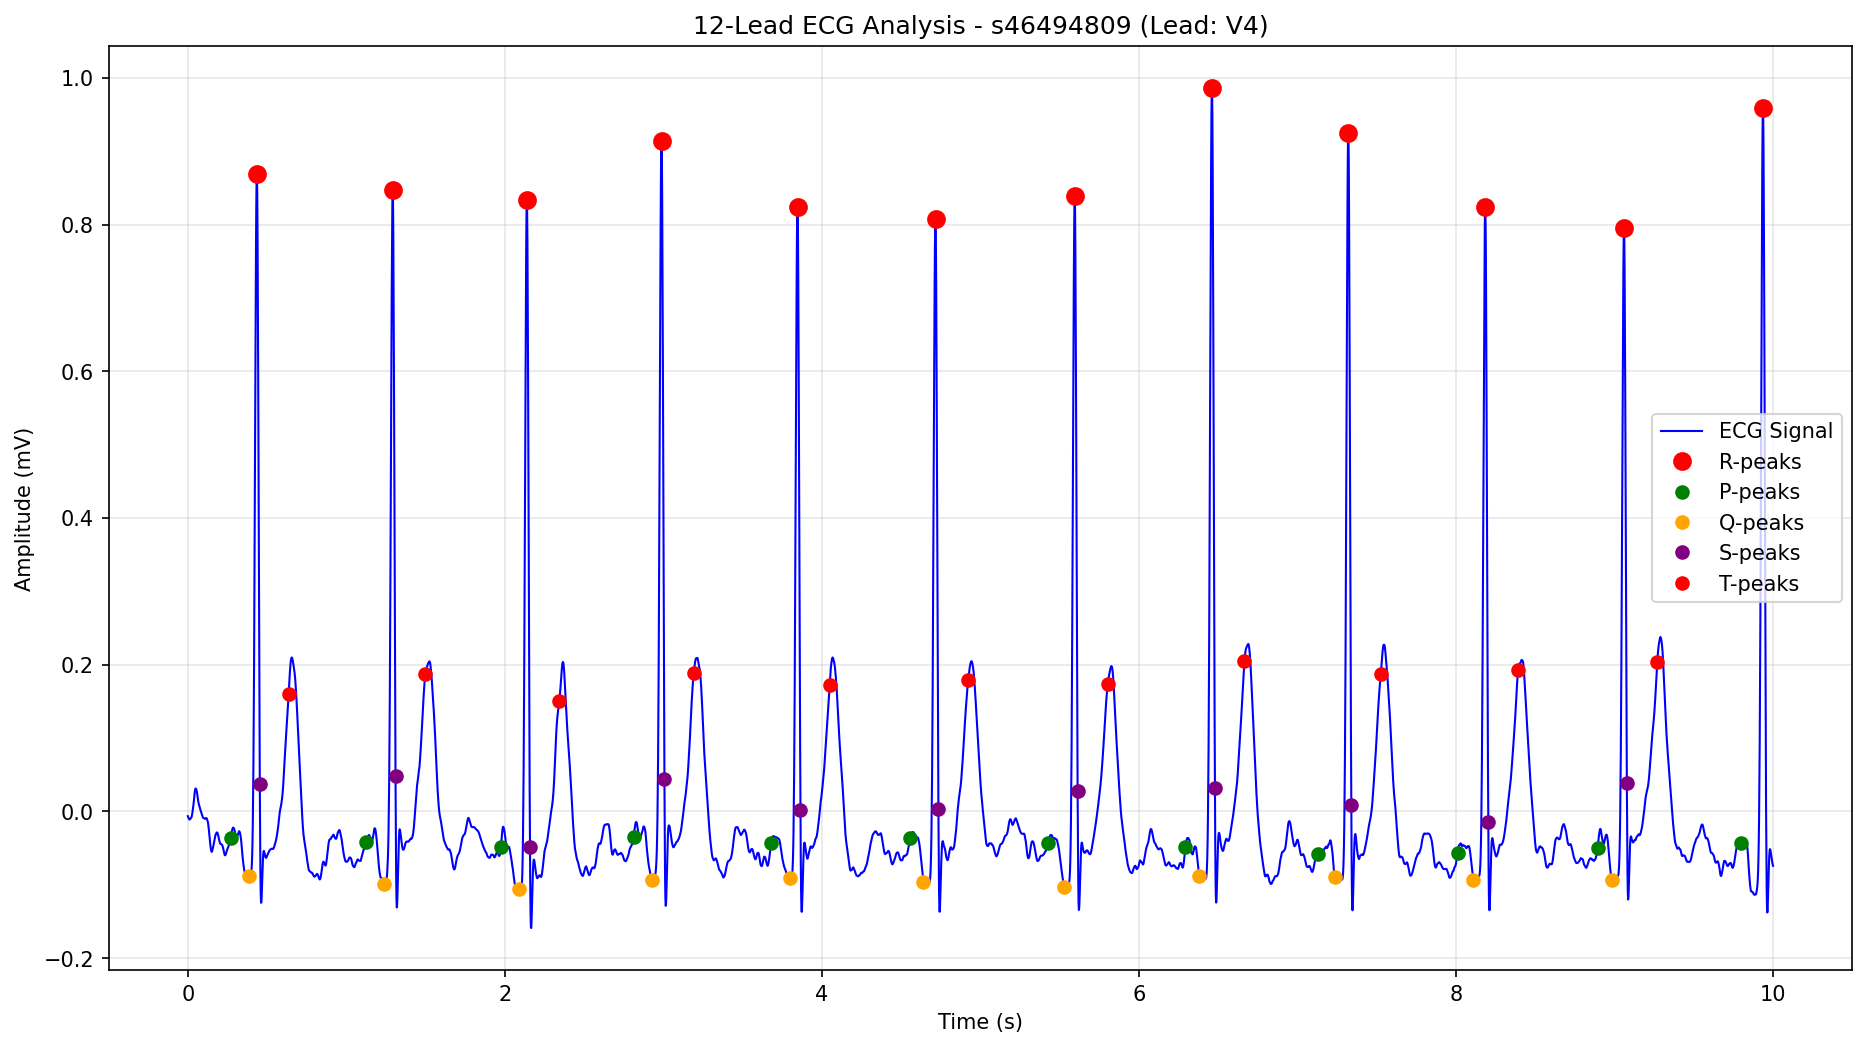 12-Lead ECG Analysis - s46494809 (Lead: V4)
Amplitude (mV)
1.0
0.8
0.6
0.4
0.2
0.0
−0.2
ECG Signal
R-peaks
P-peaks
Q-peaks
S-peaks
T-peaks
0 2 4 6 8 10
Time (s)